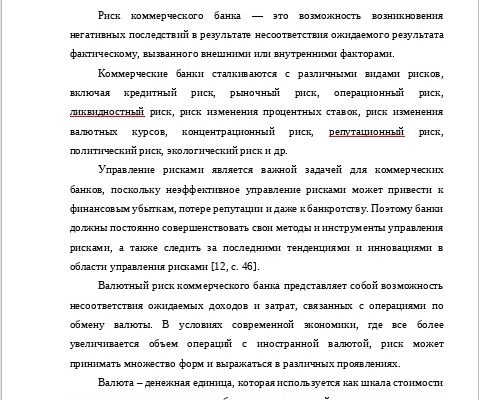 Риск коммерческого банка — это возможность возникновения
негативных последствий в результате несоответствия ожидаемого результата
фактическому, вызванного внешними или внутренними факторами.
Коммерческие банки сталкиваются с различными видами рисков,
включая кредитный риск, рыночный риск, операционный риск,
ликвидностный риск, риск изменения процентных ставок, риск изменения
валютных курсов, концентрационный риск, репутационный риск,
политический риск, экологический риск и др.
Управление рисками является важной задачей для коммерческих
банков, поскольку неэффективное управление рисками может привести к
финансовым убыткам, потере репутации и даже к банкротству. Поэтому банки
должны постоянно совершенствовать свои методы и инструменты управления
рисками, а также следить за последними тенденциями и инновациями в
области управления рисками [12, с. 46].
Валютный риск коммерческого банка представляет собой возможность
несоответствия ожидаемых доходов и затрат, связанных с операциями по
обмену валюты. В условиях современной экономики, где все более
увеличивается объем операций с иностранной валютой, риск может
принимать множество форм и выражаться в различных проявлениях.
Валюта – денежная единица, которая используется как шкала стоимости